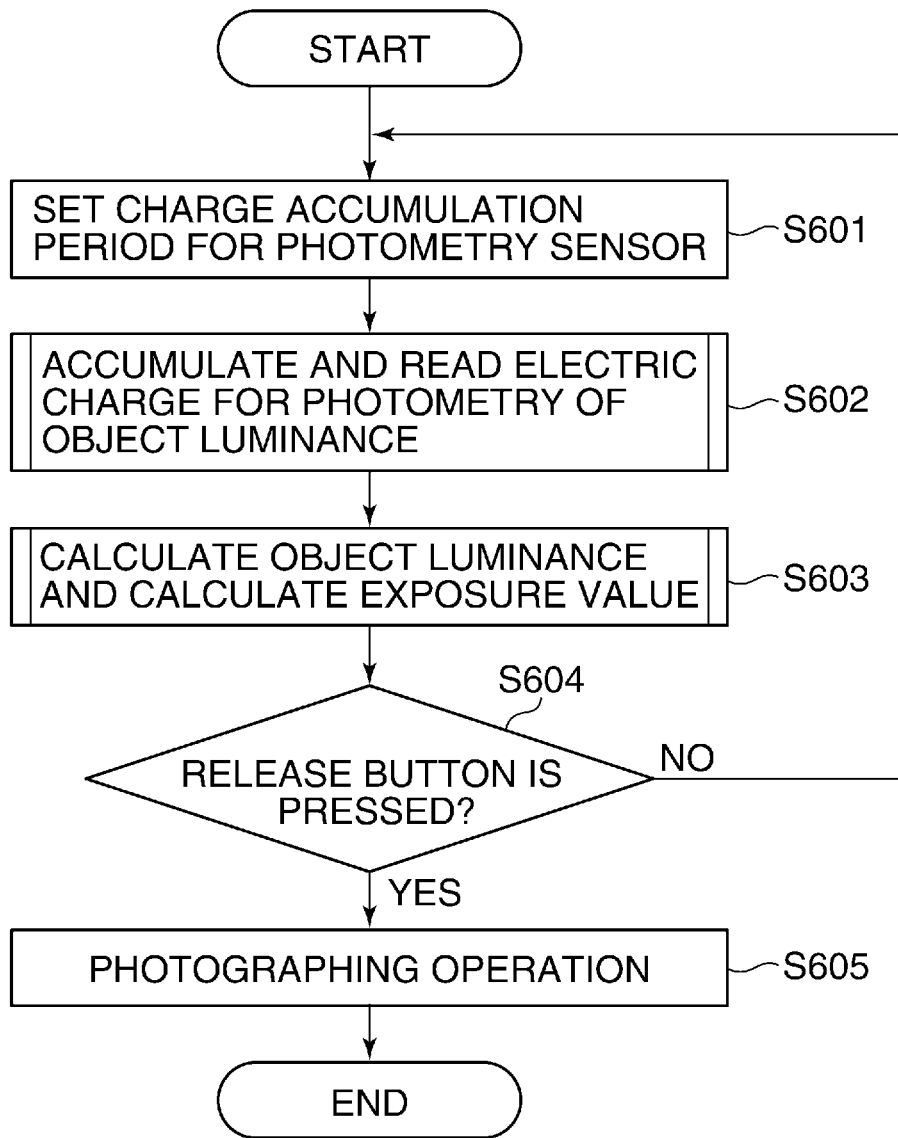 START
SET CHARGE ACCUMULATION
PERIOD FOR PHOTOMETRY SENSOR
S601
ACCUMULATE AND READ ELECTRIC
CHARGE FOR PHOTOMETRY OF
OBJECT LUMINANCE
S602
CALCULATE OBJECT LUMINANCE
AND CALCULATE EXPOSURE VALUE
S603
S604
RELEASE BUTTON IS
PRESSED?
NO
YES
PHOTOGRAPHING OPERATION
S605
END